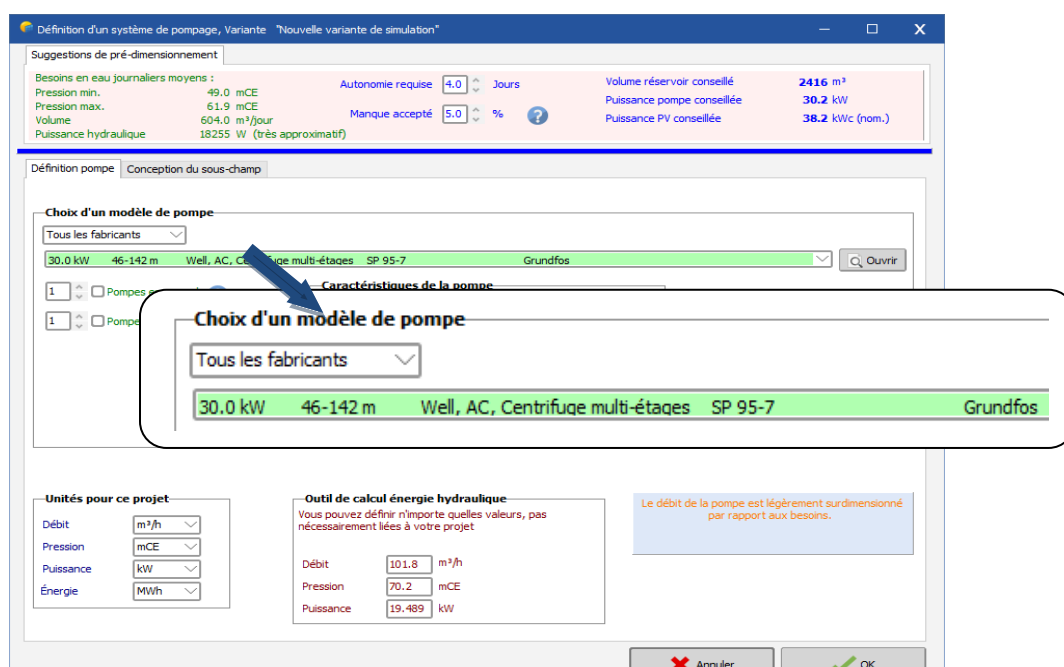 Définition d'un système de pompage, Variante "Nouvelle variante de simulation"
Suggestions de pré-dimensionnement
Besoins en eau journaliers moyens :
Pression min. 49.0 mCE
Pression max. 61.9 mCE
Volume 604.0 m³/jour
Puissance hydraulique 18255 W (très approximatif)
Autonomie requise 4.0 Jours
Manque accepté 5.0 %
?
Volume réservoir conseillé 2416 m³
Puissance pompe conseillée 30.2 kW
Puissance PV conseillée 38.2 kWc (nom.)
Définition pompe Conception du sous-champ
Choix d'un modèle de pompe
Tous les fabricants
30.0 kW 46-142 m Well, AC, multi-étages SP 95-7 Grundfos Ouvrir
1 Pompes
Caractéristiques de la pompe
1 Pompe
Choix d'un modèle de pompe
Tous les fabricants
30.0 kW 46-142 m Well, AC, Centrifuge multi-étages SP 95-7 Grundfos
Unités pour ce projet
Débit m³/h
Pression mCE
Puissance kW
Énergie MWh
Outil de calcul énergie hydraulique
Vous pouvez définir n'importe quelles valeurs, pas
nécessairement liées à votre projet
Débit 101.8 m³/h
Pression 70.2 mCE
Puissance 19.489 kW
Le débit de la pompe est légèrement surdimensionné
par rapport aux besoins.
Annuler OK